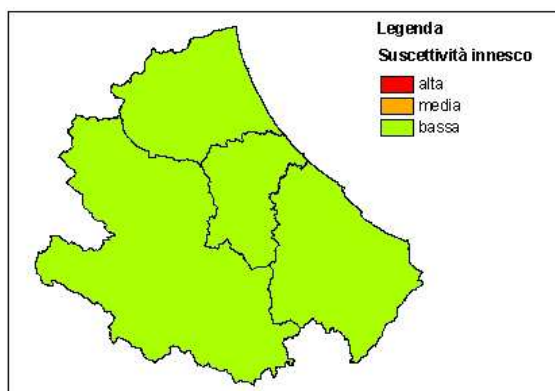 Legenda
Suscettività innesco
alta
media
bassa